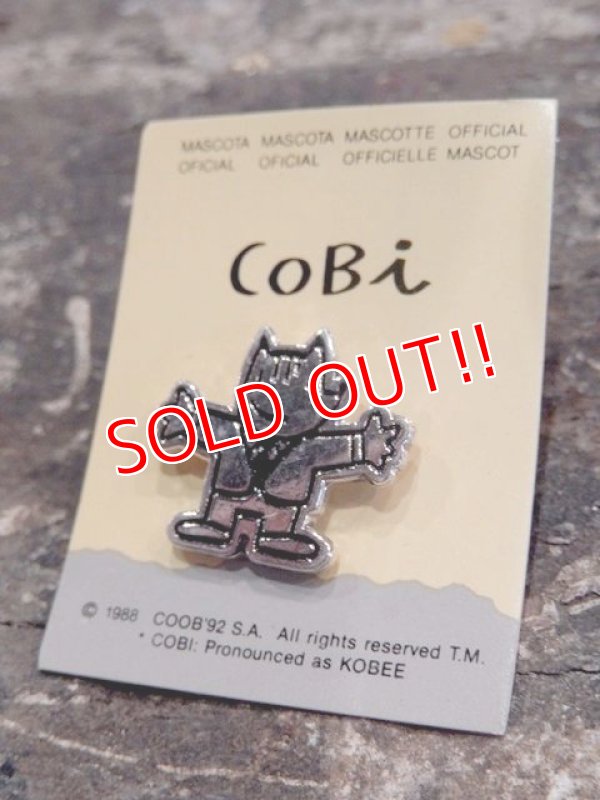 MASCOTA MASCOTA MASCOTTE OFFICIAL
OFICIAL OFICIAL OFFICIELLE MASCOT
CoBi
SOLD OUT!!
© 1988 COOB'92 S.A. All rights reserved T.M.
* COBI: Pronounced as KOBEE